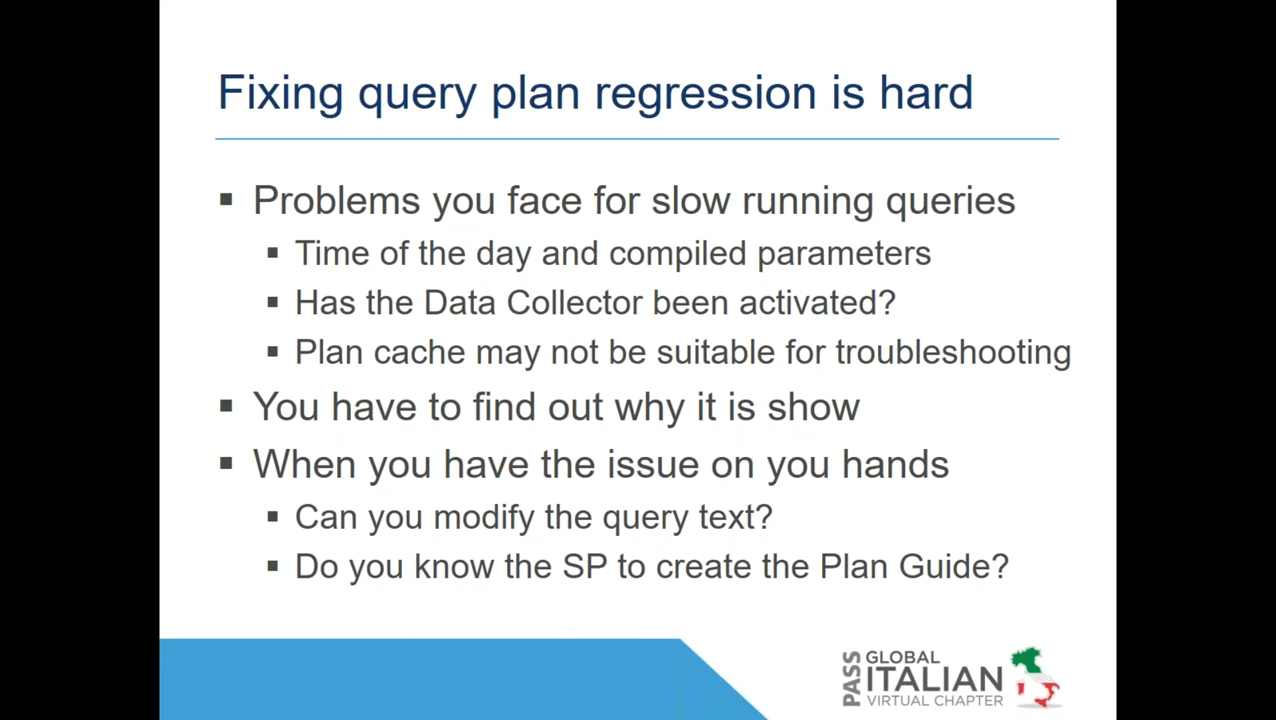 Fixing query plan regression is hard
▪ Problems you face for slow running queries
▪ Time of the day and compiled parameters
▪ Has the Data Collector been activated?
▪ Plan cache may not be suitable for troubleshooting
▪ You have to find out why it is show
▪ When you have the issue on you hands
▪ Can you modify the query text?
▪ Do you know the SP to create the Plan Guide?
PASS
GLOBAL
ITALIAN
VIRTUAL CHAPTER